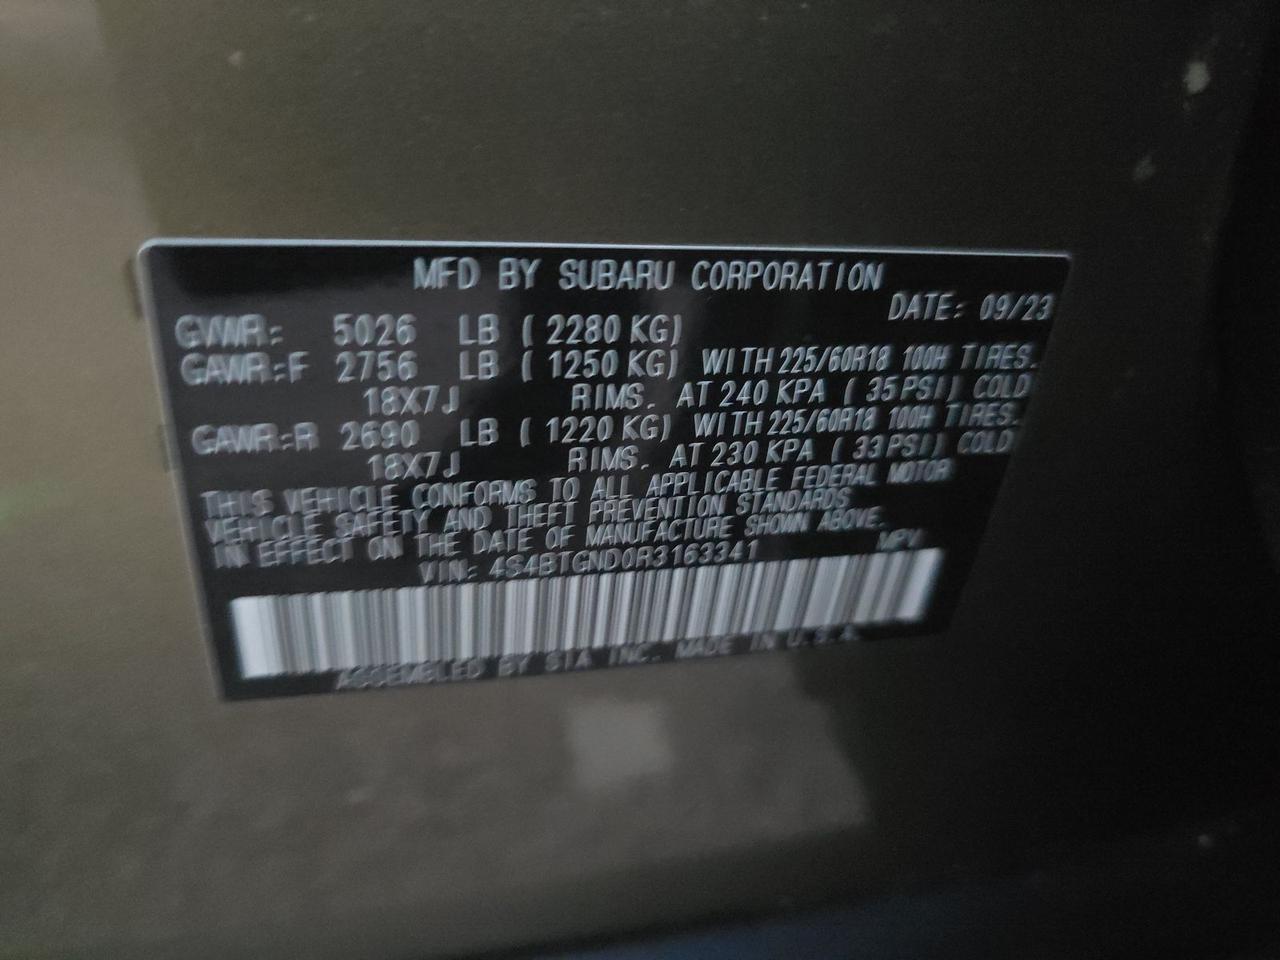 MFD BY SUBARU CORPORATION
DATE: 09/23
GVWR: 5026 LB ( 2280 KG)
GAWR:F 2756 LB ( 1250 KG) WITH 225/60R18 100H TIRES.
18X7J RIMS. AT 240 KPA ( 35 PSI) COLD
GAWR:R 2690 LB ( 1220 KG) WITH 225/60R18 100H TIRES.
18X7J RIMS. AT 230 KPA ( 33 PSI) COLD
THIS VEHICLE CONFORMS TO ALL APPLICABLE FEDERAL MOTOR
VEHICLE SAFETY AND THEFT PREVENTION STANDARDS
IN EFFECT ON THE DATE OF MANUFACTURE SHOWN ABOVE.
VIN: 4S4BTGND0R3163341 MPV
ASSEMBLED BY SIA INC. MADE IN U.S.A.